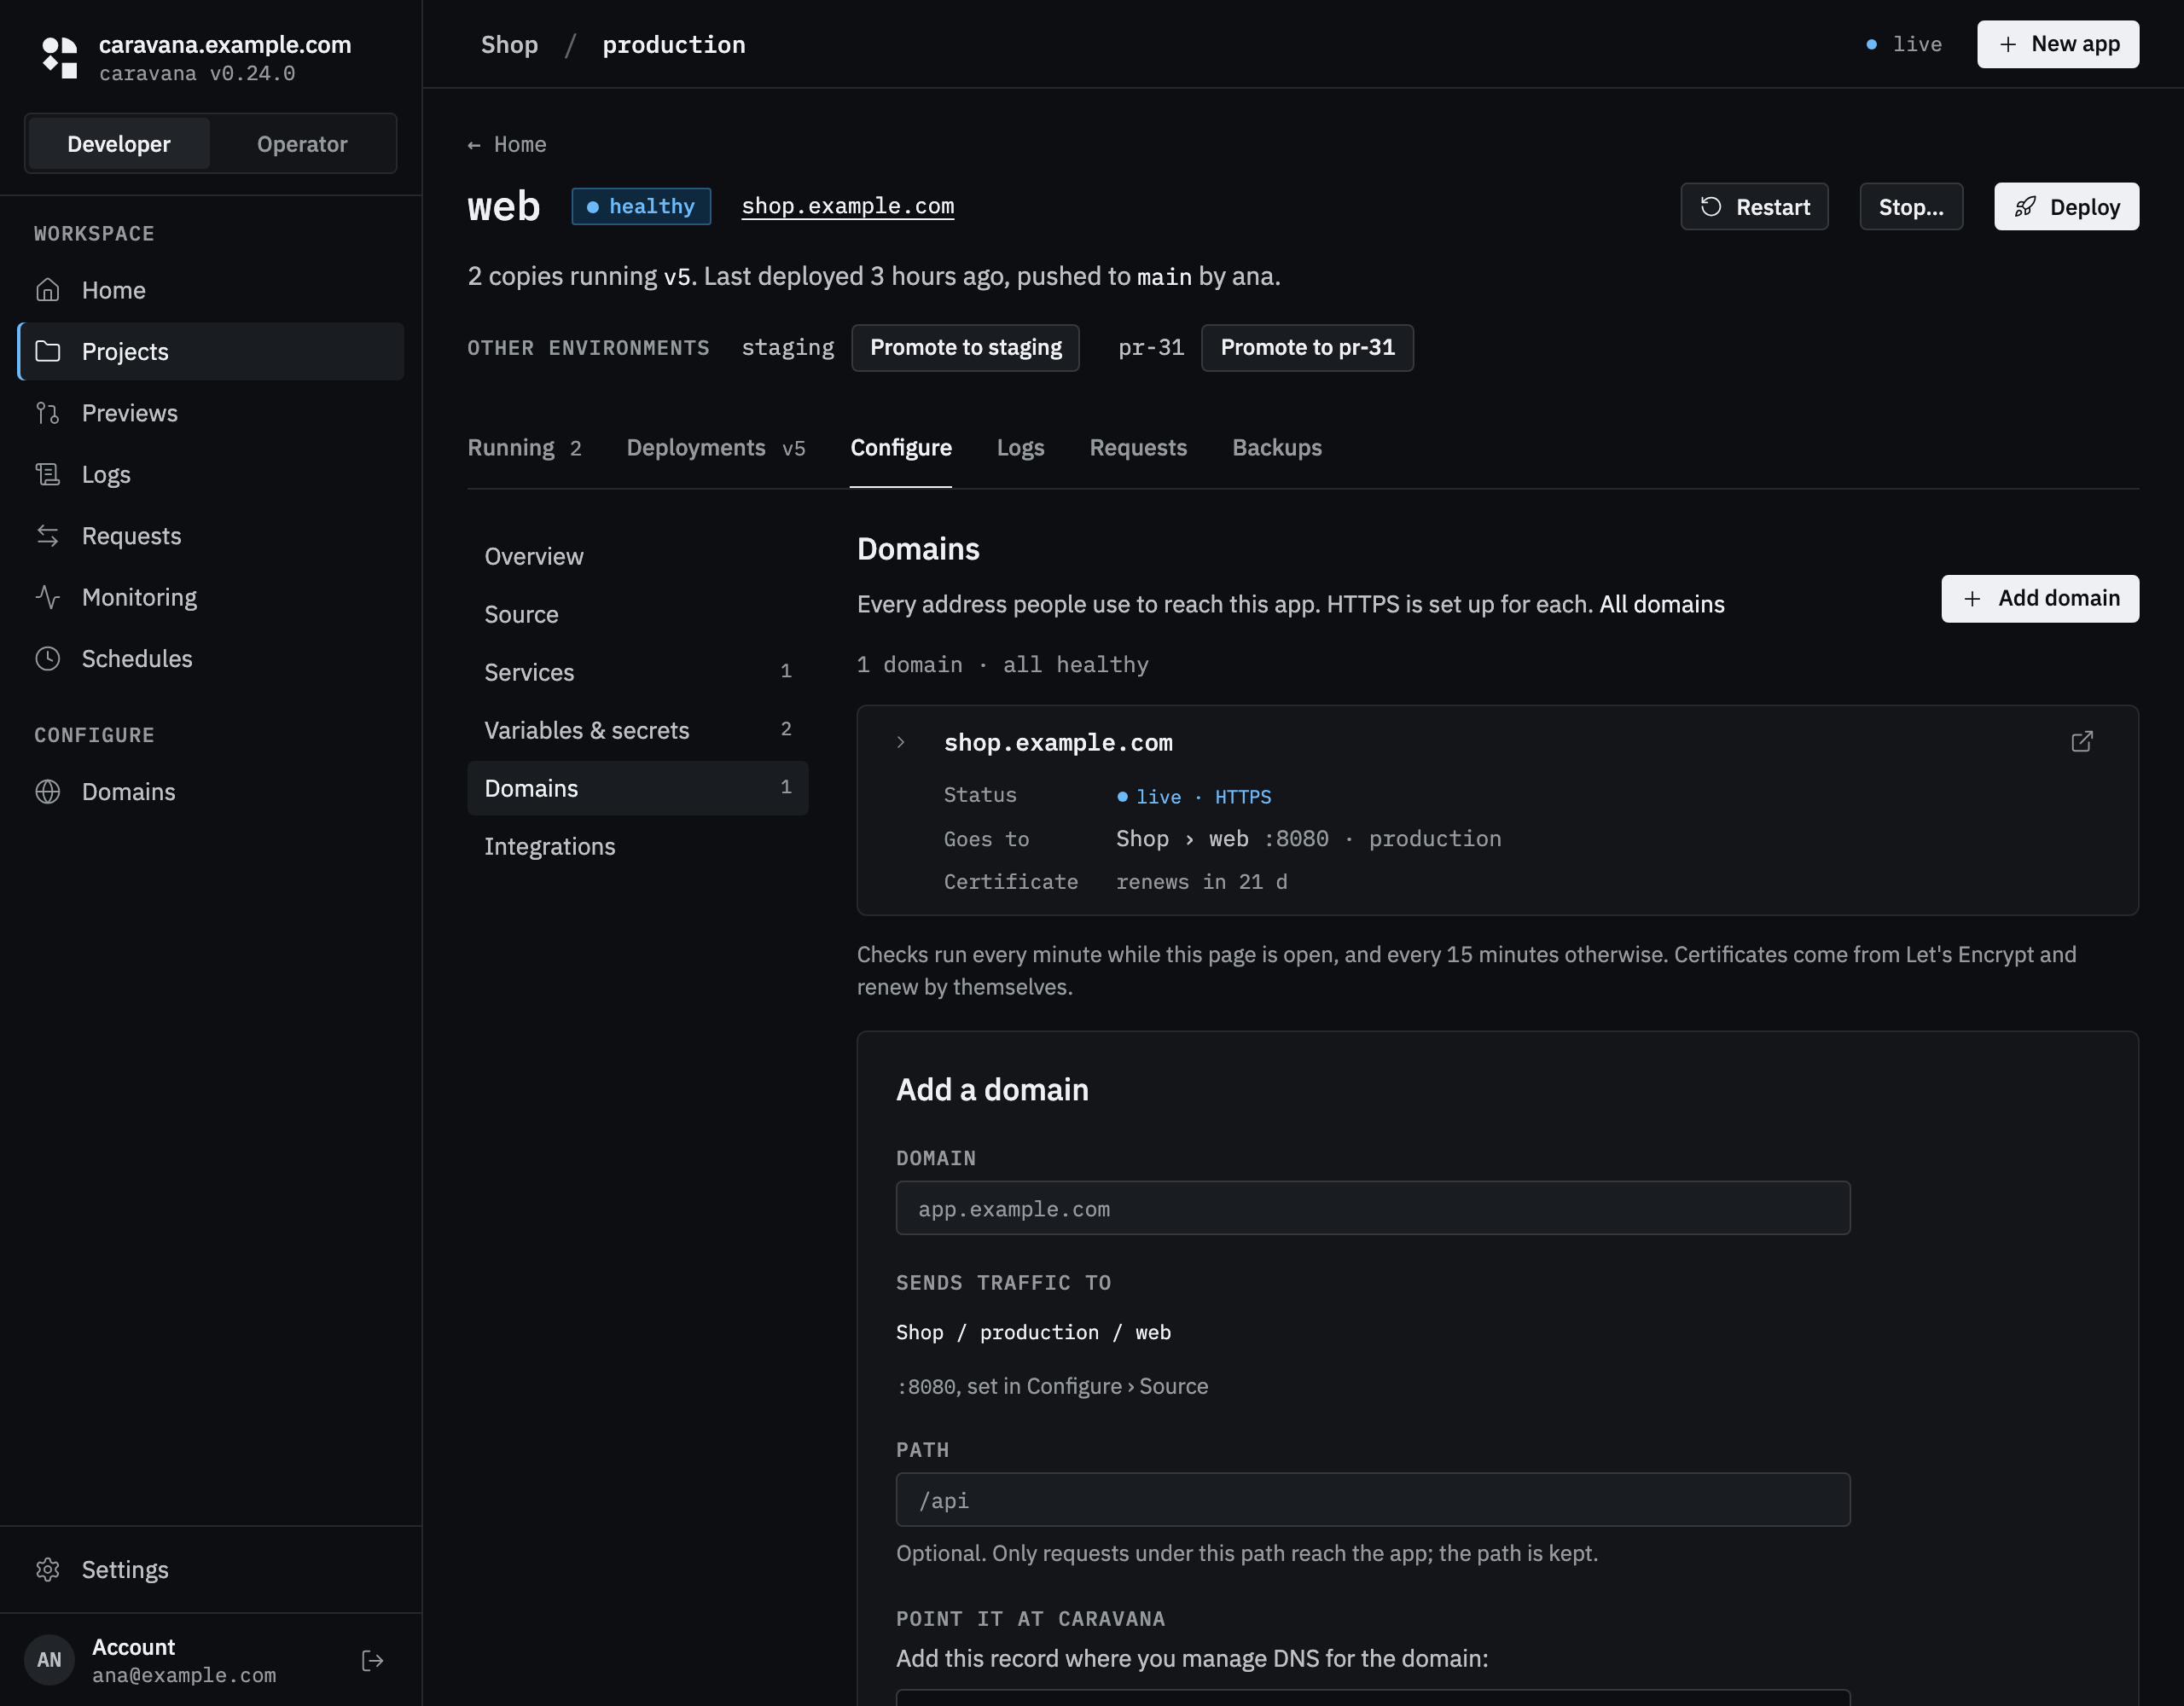 caravana.example.com
caravana v0.24.0
Developer
Operator
WORKSPACE
Home
Projects
Previews
Logs
Requests
Monitoring
Schedules
CONFIGURE
Domains
Settings
AN
Account
ana@example.com
Shop / production
live
+ New app
← Home
web
healthy
shop.example.com
Restart
Stop...
Deploy
2 copies running v5. Last deployed 3 hours ago, pushed to main by ana.
OTHER ENVIRONMENTS staging Promote to staging pr-31 Promote to pr-31
Running 2 Deployments v5 Configure Logs Requests Backups
Overview
Source
Services 1
Variables & secrets 2
Domains 1
Integrations
Domains
Every address people use to reach this app. HTTPS is set up for each. All domains
+ Add domain
1 domain · all healthy
shop.example.com
Status live · HTTPS
Goes to Shop › web :8080 · production
Certificate renews in 21 d
Checks run every minute while this page is open, and every 15 minutes otherwise. Certificates come from Let's Encrypt and
renew by themselves.
Add a domain
DOMAIN
app.example.com
SENDS TRAFFIC TO
Shop / production / web
:8080, set in Configure › Source
PATH
/api
Optional. Only requests under this path reach the app; the path is kept.
POINT IT AT CARAVANA
Add this record where you manage DNS for the domain: